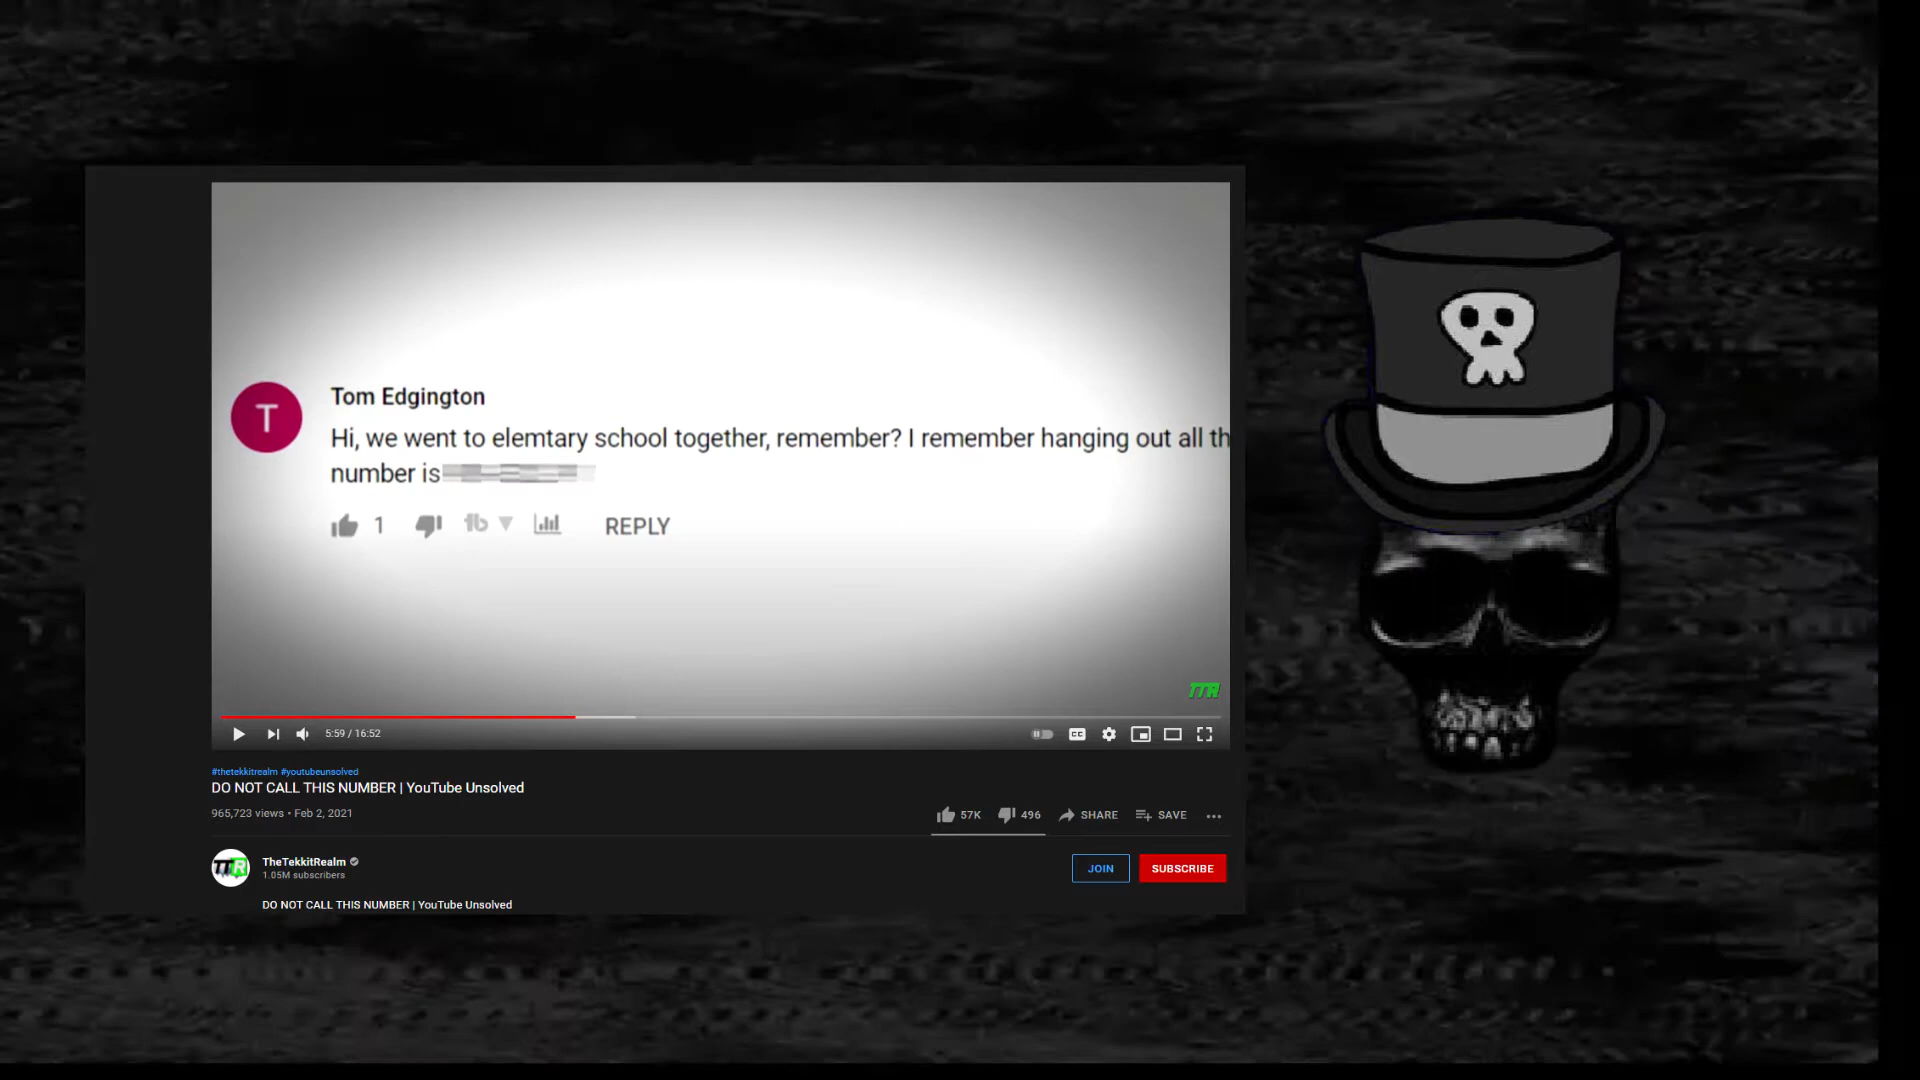 T
Tom Edgington
Hi, we went to elemtary school together, remember? I remember hanging out all th
number is
1
REPLY
TTR
5:59 / 16:52
CC
#thetekkitrealm #youtubeunsolved
DO NOT CALL THIS NUMBER | YouTube Unsolved
965,723 views • Feb 2, 2021
57K 496 SHARE SAVE
TTR
TheTekkitRealm
1.05M subscribers
JOIN SUBSCRIBE
DO NOT CALL THIS NUMBER | YouTube Unsolved